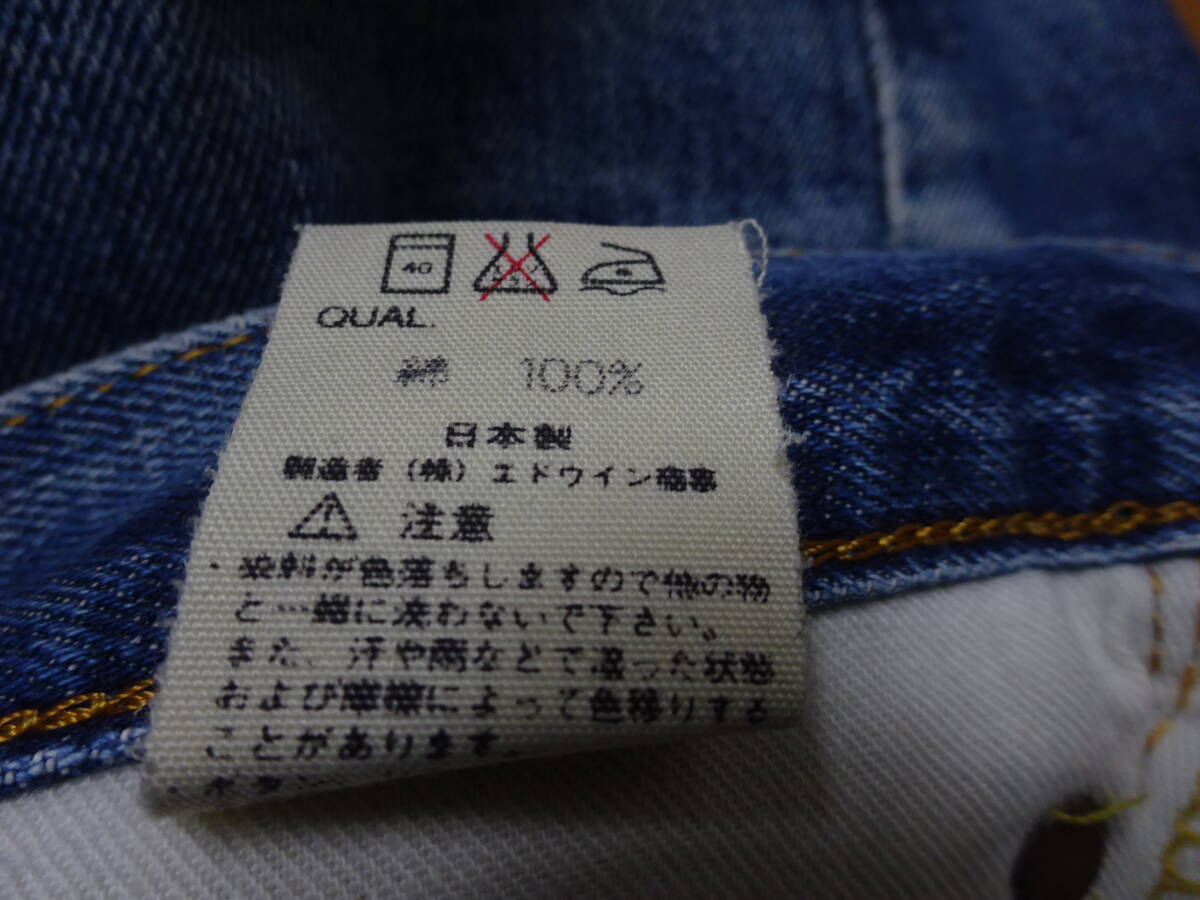 40
QUAL.
綿 100%
日本製
製造者 (株) エドウイン商事
注意
・染料が色落ちしますので他の物
と一緒に洗わないで下さい。
また、汗や雨などで湿った状態
および摩擦によって色移りする
ことがあります。